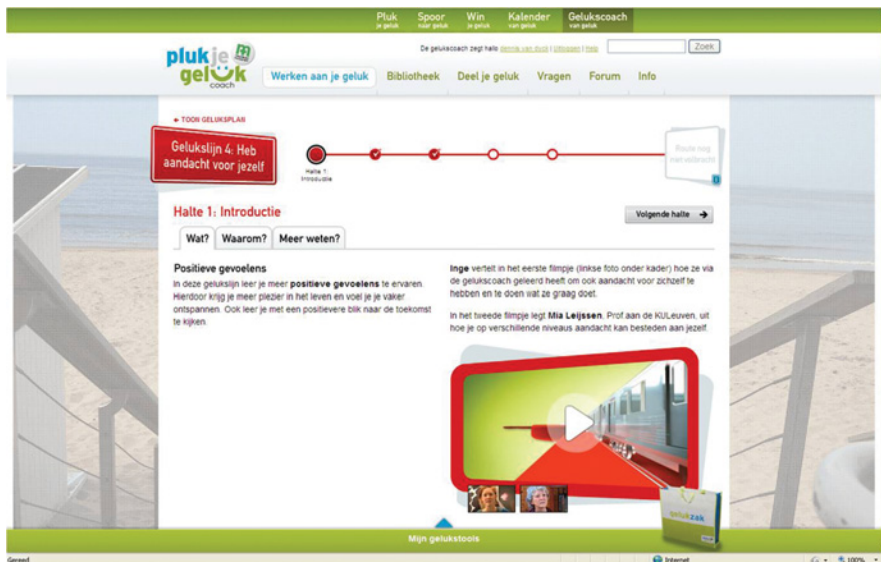 Pluk Spoor Win Kalender Gelukscoach
je geluk naar geluk je geluk van geluk van geluk
De gelukscoach zegt hallo dennis van dudt | Uitloggen | Help Zoek
pluk je
geluk
coach
Werken aan je geluk Bibliotheek Deel je geluk Vragen Forum Info
TOON GELUKSPLAN
Gelukslijn 4: Heb
aandacht voor jezelf
Route nog
niet volbracht
Halte 1:
Introductie
Halte 1: Introductie
Volgende halte
Wat? Waarom? Meer weten?
Positieve gevoelens
In deze gelukslijn leer je meer positieve gevoelens te ervaren.
Hierdoor krijg je meer plezier in het leven en voel je je vaker
ontspannen. Ook leer je met een positievere blik naar de toekomst
te kijken.
Inge vertelt in het eerste filmpje (linkse foto onder kader) hoe ze via
de gelukscoach geleerd heeft om ook aandacht voor zichzelf te
hebben en te doen wat ze graag doet.
In het tweede filmpje legt Mia Leijssen, Prof aan de KULeuven, uit
hoe je op verschillende niveaus aandacht kan besteden aan jezelf.
gelukzak
Mijn gelukstools
Gereed Internet 100%